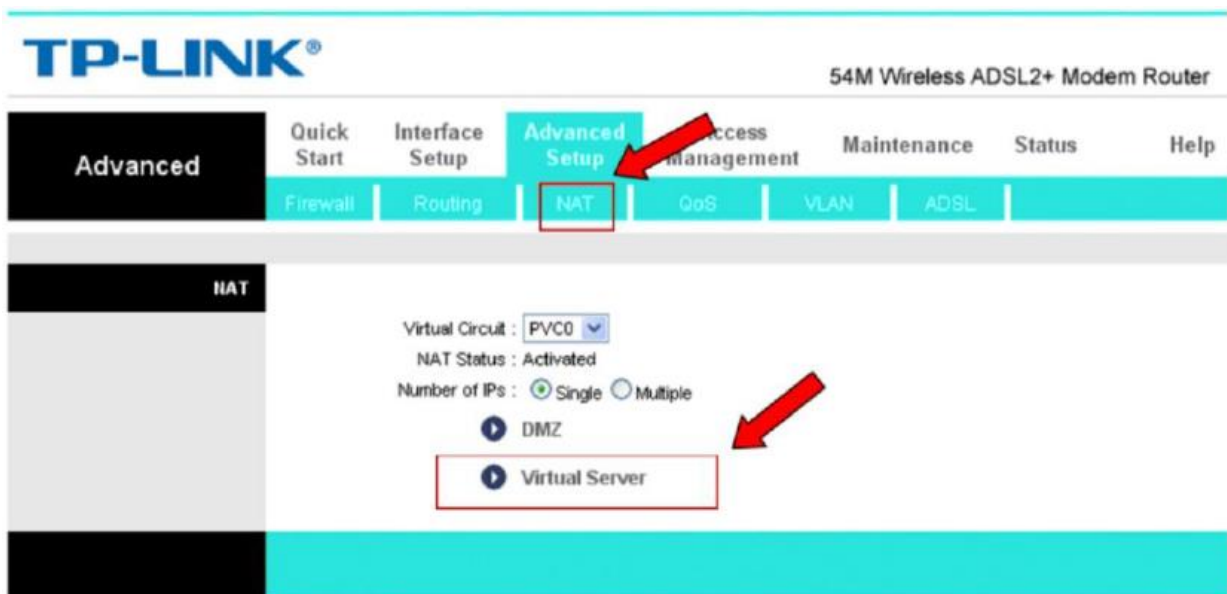 TP-LINK®
54M Wireless ADSL2+ Modem Router
Advanced
Quick Start
Interface Setup
Advanced Setup
Management
Maintenance
Status
Help
Firewall
Routing
NAT
QoS
VLAN
ADSL
NAT
Virtual Circuit : PVC0
NAT Status : Activated
Number of IPs : Single Multiple
DMZ
Virtual Server